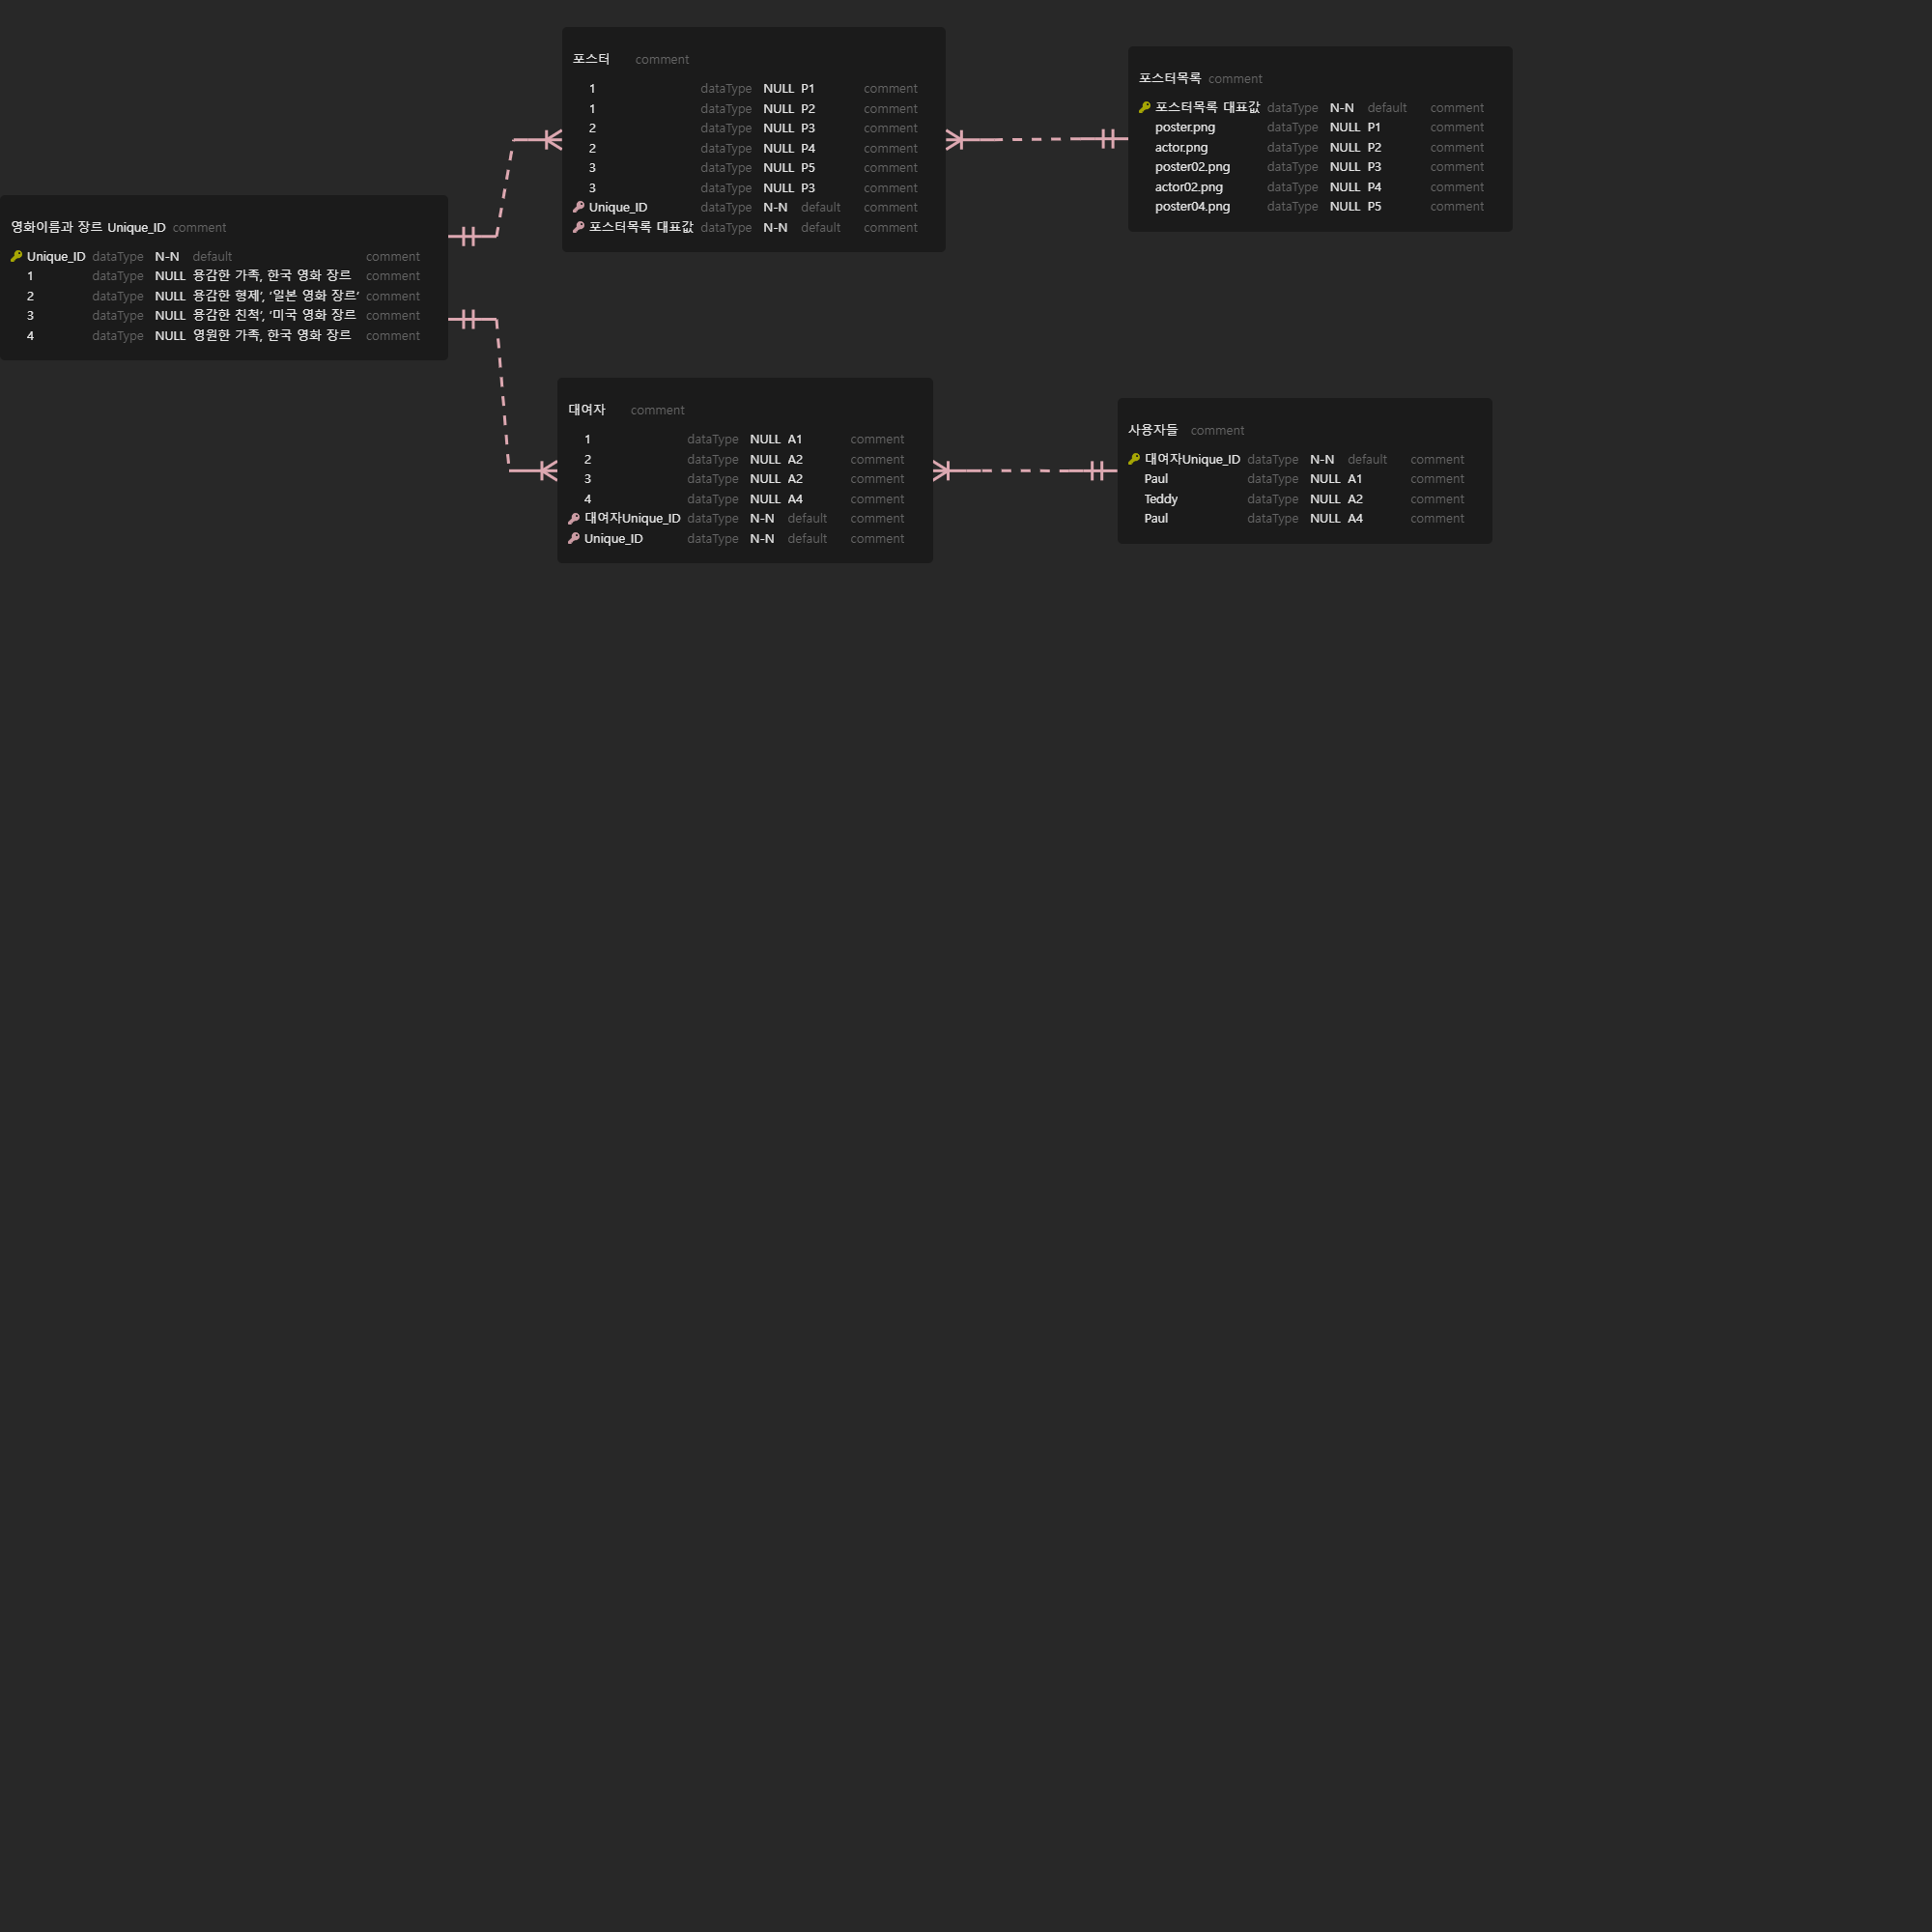 영화이름과 장르 Unique_ID comment
Unique_ID dataType N-N default comment
1 dataType NULL 용감한 가족, 한국 영화 장르 comment
2 dataType NULL 용감한 형제’, ‘일본 영화 장르’ comment
3 dataType NULL 용감한 친척’, ‘미국 영화 장르 comment
4 dataType NULL 영원한 가족, 한국 영화 장르 comment
포스터 comment
1 dataType NULL P1 comment
1 dataType NULL P2 comment
2 dataType NULL P3 comment
2 dataType NULL P4 comment
3 dataType NULL P5 comment
3 dataType NULL P3 comment
Unique_ID dataType N-N default comment
포스터목록 대표값 dataType N-N default comment
포스터목록 comment
포스터목록 대표값 dataType N-N default comment
poster.png dataType NULL P1 comment
actor.png dataType NULL P2 comment
poster02.png dataType NULL P3 comment
actor02.png dataType NULL P4 comment
poster04.png dataType NULL P5 comment
대여자 comment
1 dataType NULL A1 comment
2 dataType NULL A2 comment
3 dataType NULL A2 comment
4 dataType NULL A4 comment
대여자Unique_ID dataType N-N default comment
Unique_ID dataType N-N default comment
사용자들 comment
대여자Unique_ID dataType N-N default comment
Paul dataType NULL A1 comment
Teddy dataType NULL A2 comment
Paul dataType NULL A4 comment